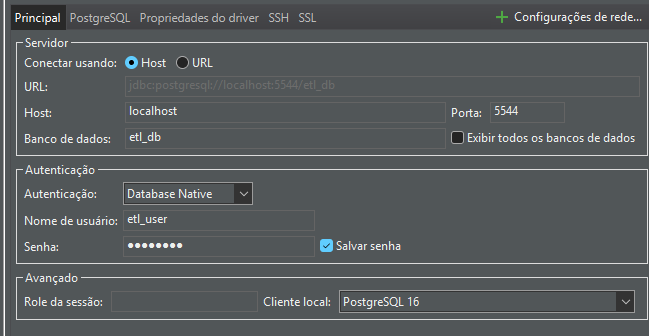 Principal PostgreSQL Propriedades do driver SSH SSL + Configurações de rede...
Servidor
Conectar usando: Host URL
URL: jdbc:postgresql://localhost:5544/etl_db
Host: localhost Porta: 5544
Banco de dados: etl_db Exibir todos os bancos de dados
Autenticação
Autenticação: Database Native
Nome de usuário: etl_user
Senha: •••••••• Salvar senha
Avançado
Role da sessão: Cliente local: PostgreSQL 16